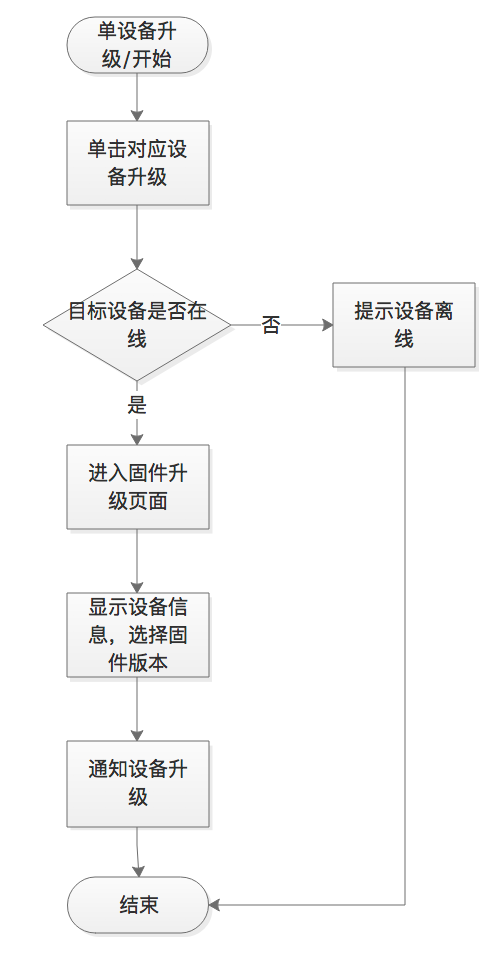 单设备升
级/开始
单击对应设
备升级
目标设备是否在
线
否
提示设备离
线
是
进入固件升
级页面
显示设备信
息，选择固
件版本
通知设备升
级
结束